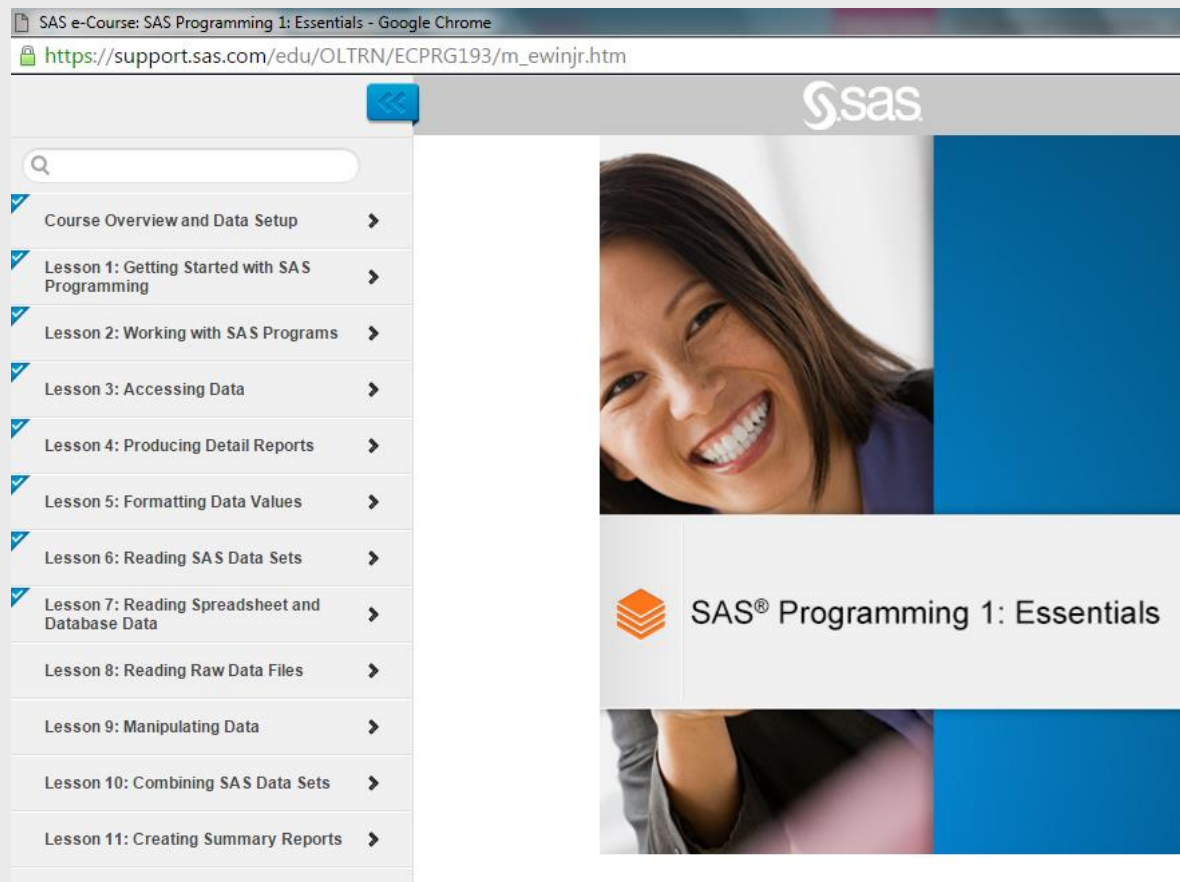 SAS e-Course: SAS Programming 1: Essentials - Google Chrome
https://support.sas.com/edu/OLTRN/ECPRG193/m_ewinjr.htm
sas
Course Overview and Data Setup
Lesson 1: Getting Started with SAS
Programming
Lesson 2: Working with SAS Programs
Lesson 3: Accessing Data
Lesson 4: Producing Detail Reports
Lesson 5: Formatting Data Values
Lesson 6: Reading SAS Data Sets
Lesson 7: Reading Spreadsheet and
Database Data
Lesson 8: Reading Raw Data Files
Lesson 9: Manipulating Data
Lesson 10: Combining SAS Data Sets
Lesson 11: Creating Summary Reports
SAS® Programming 1: Essentials